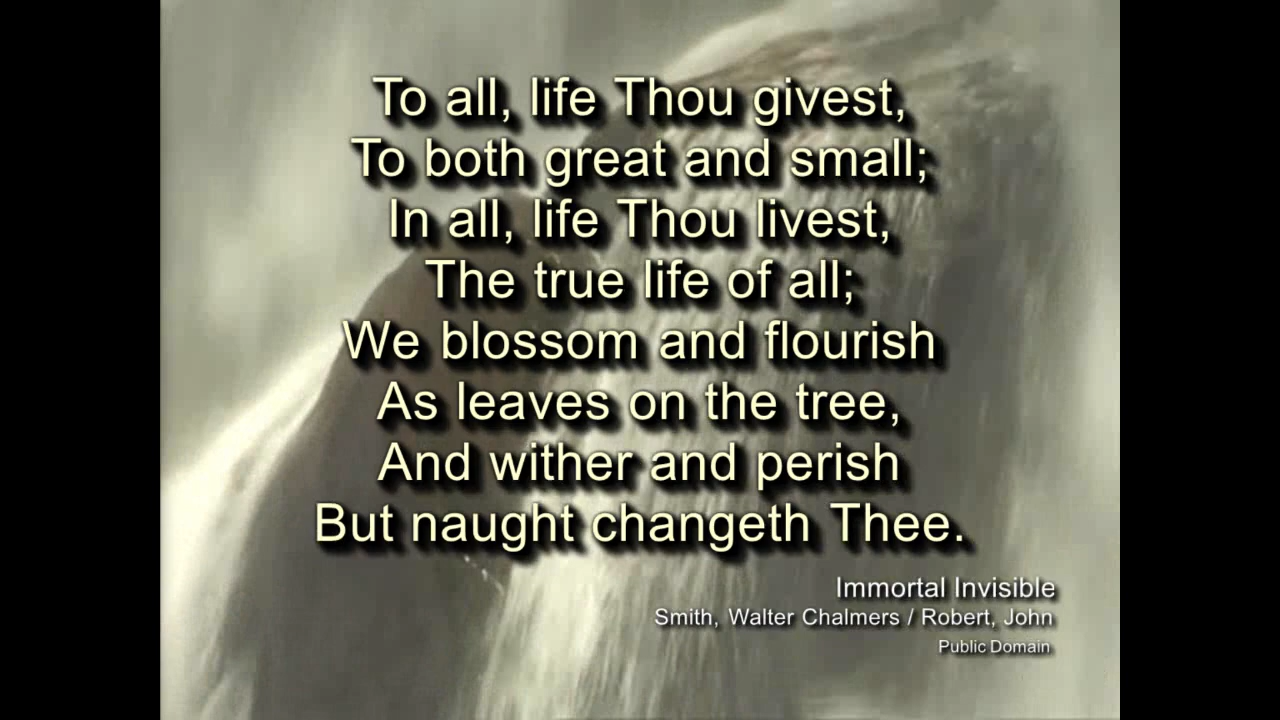 To all, life Thou givest,
To both great and small;
In all, life Thou livest,
The true life of all;
We blossom and flourish
As leaves on the tree,
And wither and perish
But naught changeth Thee.
Immortal Invisible
Smith, Walter Chalmers / Robert, John
Public Domain